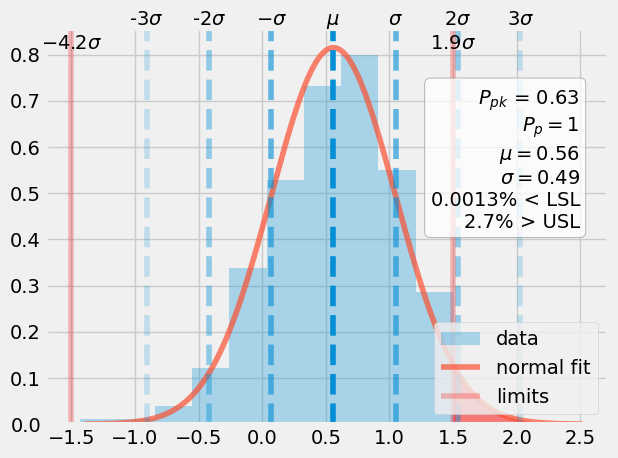 -3σ -2σ −σ μ σ 2σ 3σ
−4.2σ 1.9σ
0.8
0.7
0.6
0.5
0.4
0.3
0.2
0.1
0.0
Ppk = 0.63
Pp = 1
μ = 0.56
σ = 0.49
0.0013% < LSL
2.7% > USL
data
normal fit
limits
−1.5 −1.0 −0.5 0.0 0.5 1.0 1.5 2.0 2.5